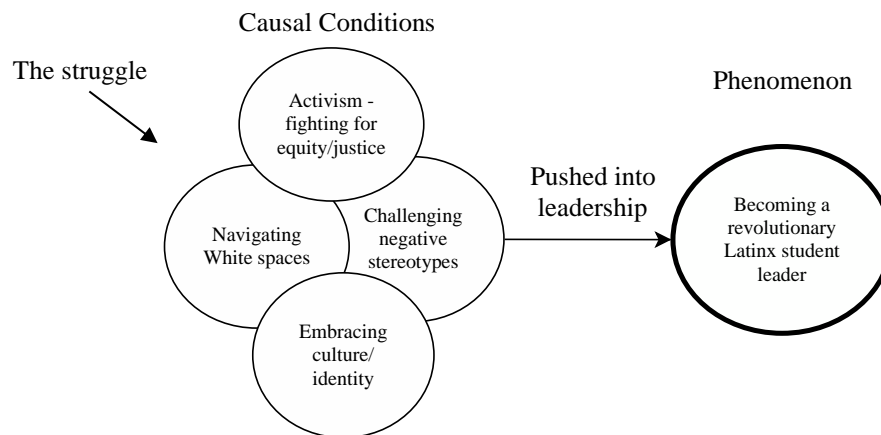 Causal Conditions
The struggle
Activism -
fighting for
equity/justice
Navigating
White spaces
Challenging
negative
stereotypes
Embracing
culture/
identity
Pushed into
leadership
Phenomenon
Becoming a
revolutionary
Latinx student
leader